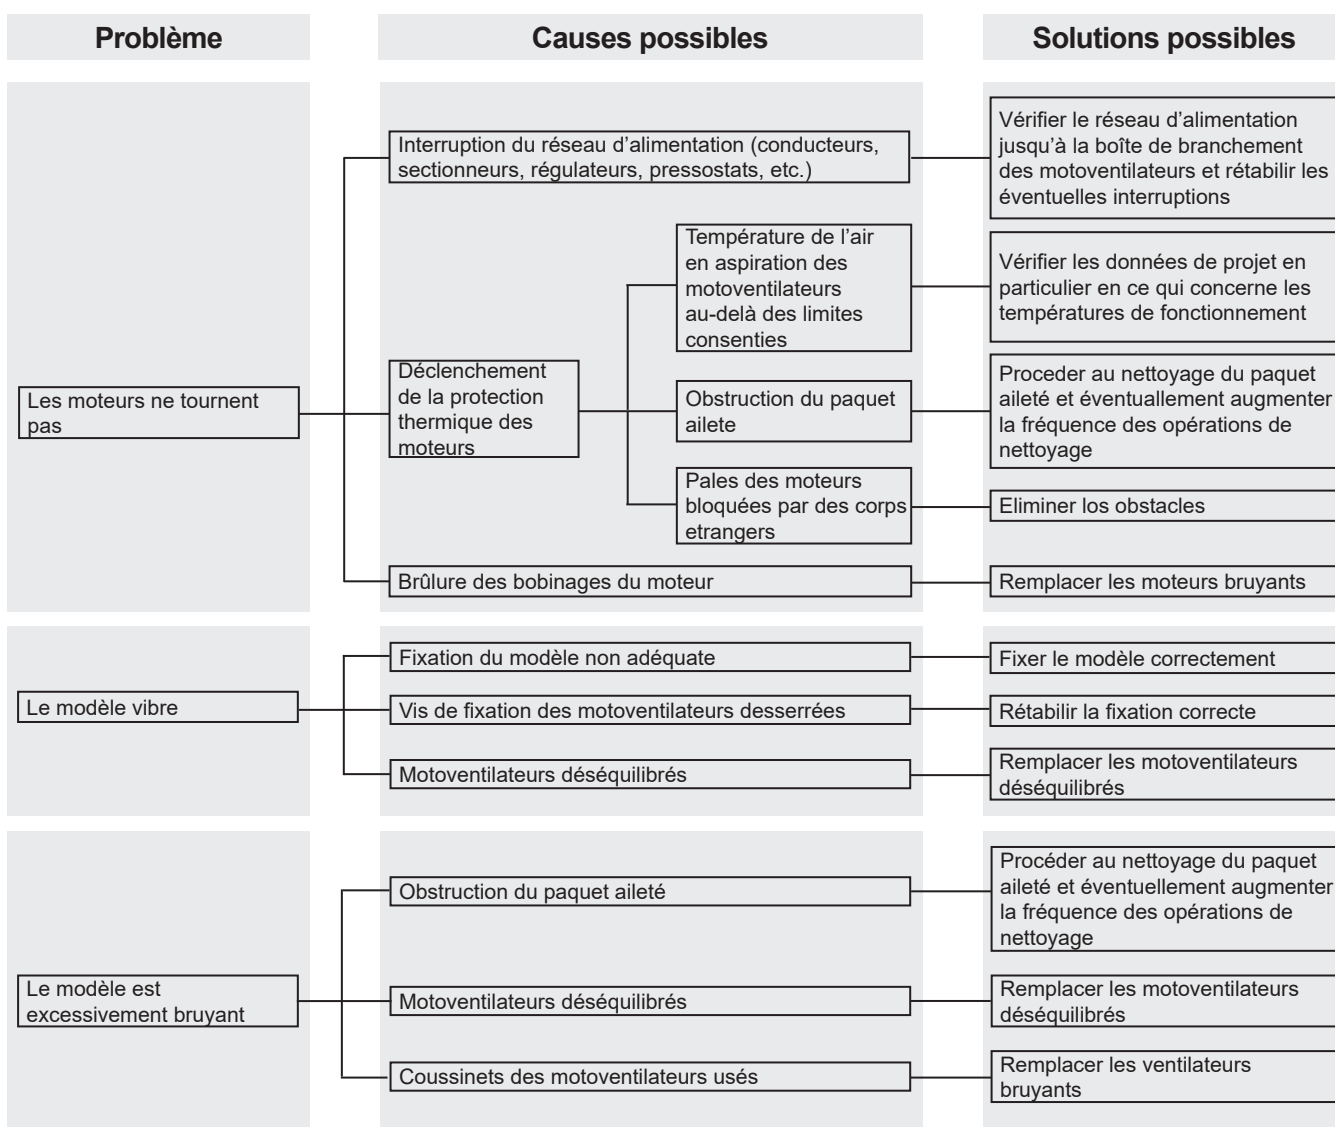 Problème
Causes possibles
Solutions possibles
Les moteurs ne tournent
pas
Interruption du réseau d’alimentation (conducteurs,
sectionneurs, régulateurs, pressostats, etc.)
Vérifier le réseau d’alimentation
jusqu’à la boîte de branchement
des motoventilateurs et rétabilir les
éventuelles interruptions
Déclenchement
de la protection
thermique des
moteurs
Température de l’air
en aspiration des
motoventilateurs
au-delà des limites
consenties
Vérifier les données de projet en
particulier en ce qui concerne les
températures de fonctionnement
Obstruction du paquet
ailete
Proceder au nettoyage du paquet
aileté et éventuallement augmenter
la fréquence des opérations de
nettoyage
Pales des moteurs
bloquées par des corps
etrangers
Eliminer los obstacles
Brûlure des bobinages du moteur
Remplacer les moteurs bruyants
Le modèle vibre
Fixation du modèle non adéquate
Fixer le modèle correctement
Vis de fixation des motoventilateurs desserrées
Rétabilir la fixation correcte
Motoventilateurs déséquilibrés
Remplacer les motoventilateurs
déséquilibrés
Le modèle est
excessivement bruyant
Obstruction du paquet aileté
Procéder au nettoyage du paquet
aileté et éventuellement augmenter
la fréquence des opérations de
nettoyage
Motoventilateurs déséquilibrés
Remplacer les motoventilateurs
déséquilibrés
Coussinets des motoventilateurs usés
Remplacer les ventilateurs
bruyants